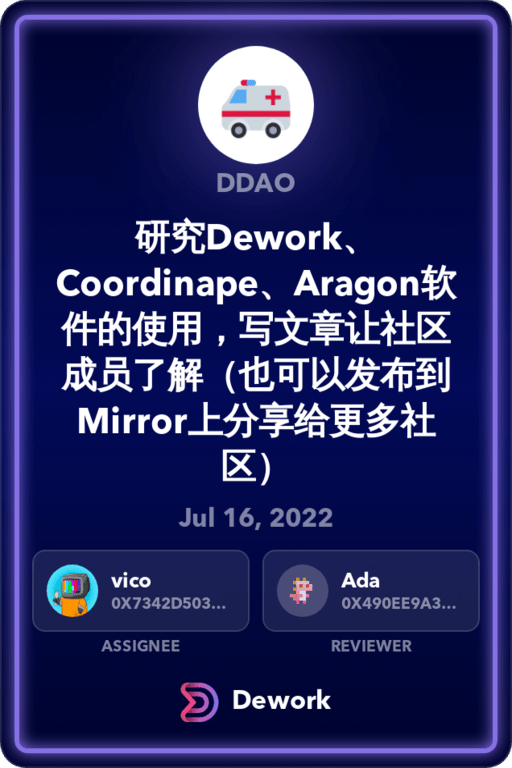 DDAO
研究Dework、
Coordinape、Aragon软
件的使用，写文章让社区
成员了解（也可以发布到
Mirror上分享给更多社
区）
Jul 16, 2022
vico
0X7342D503...
ASSIGNEE
Ada
0X490EE9A3...
REVIEWER
Dework